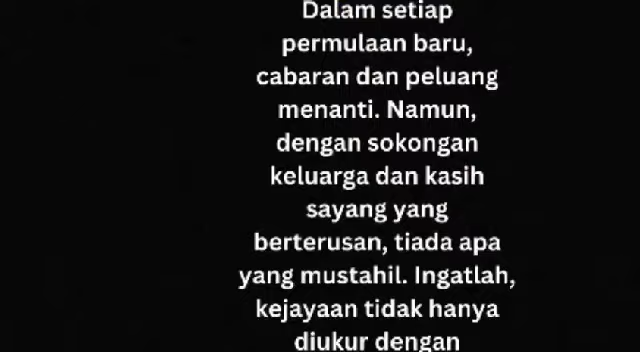 Dalam setiap
permulaan baru,
cabaran dan peluang
menanti. Namun,
dengan sokongan
keluarga dan kasih
sayang yang
berterusan, tiada apa
yang mustahil. Ingatlah,
kejayaan tidak hanya
diukur dengan